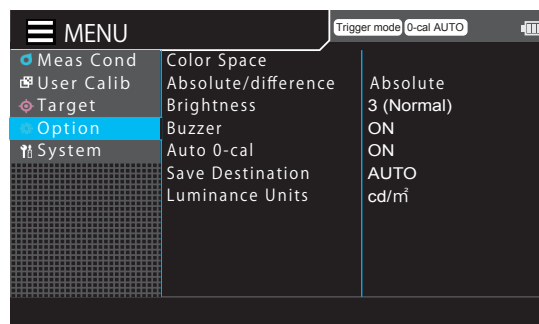 MENU
Trigger mode 0-cal AUTO
Meas Cond
User Calib
Target
Option
System
Color Space
Absolute/difference Absolute
Brightness 3 (Normal)
Buzzer ON
Auto 0-cal ON
Save Destination AUTO
Luminance Units cd/㎡